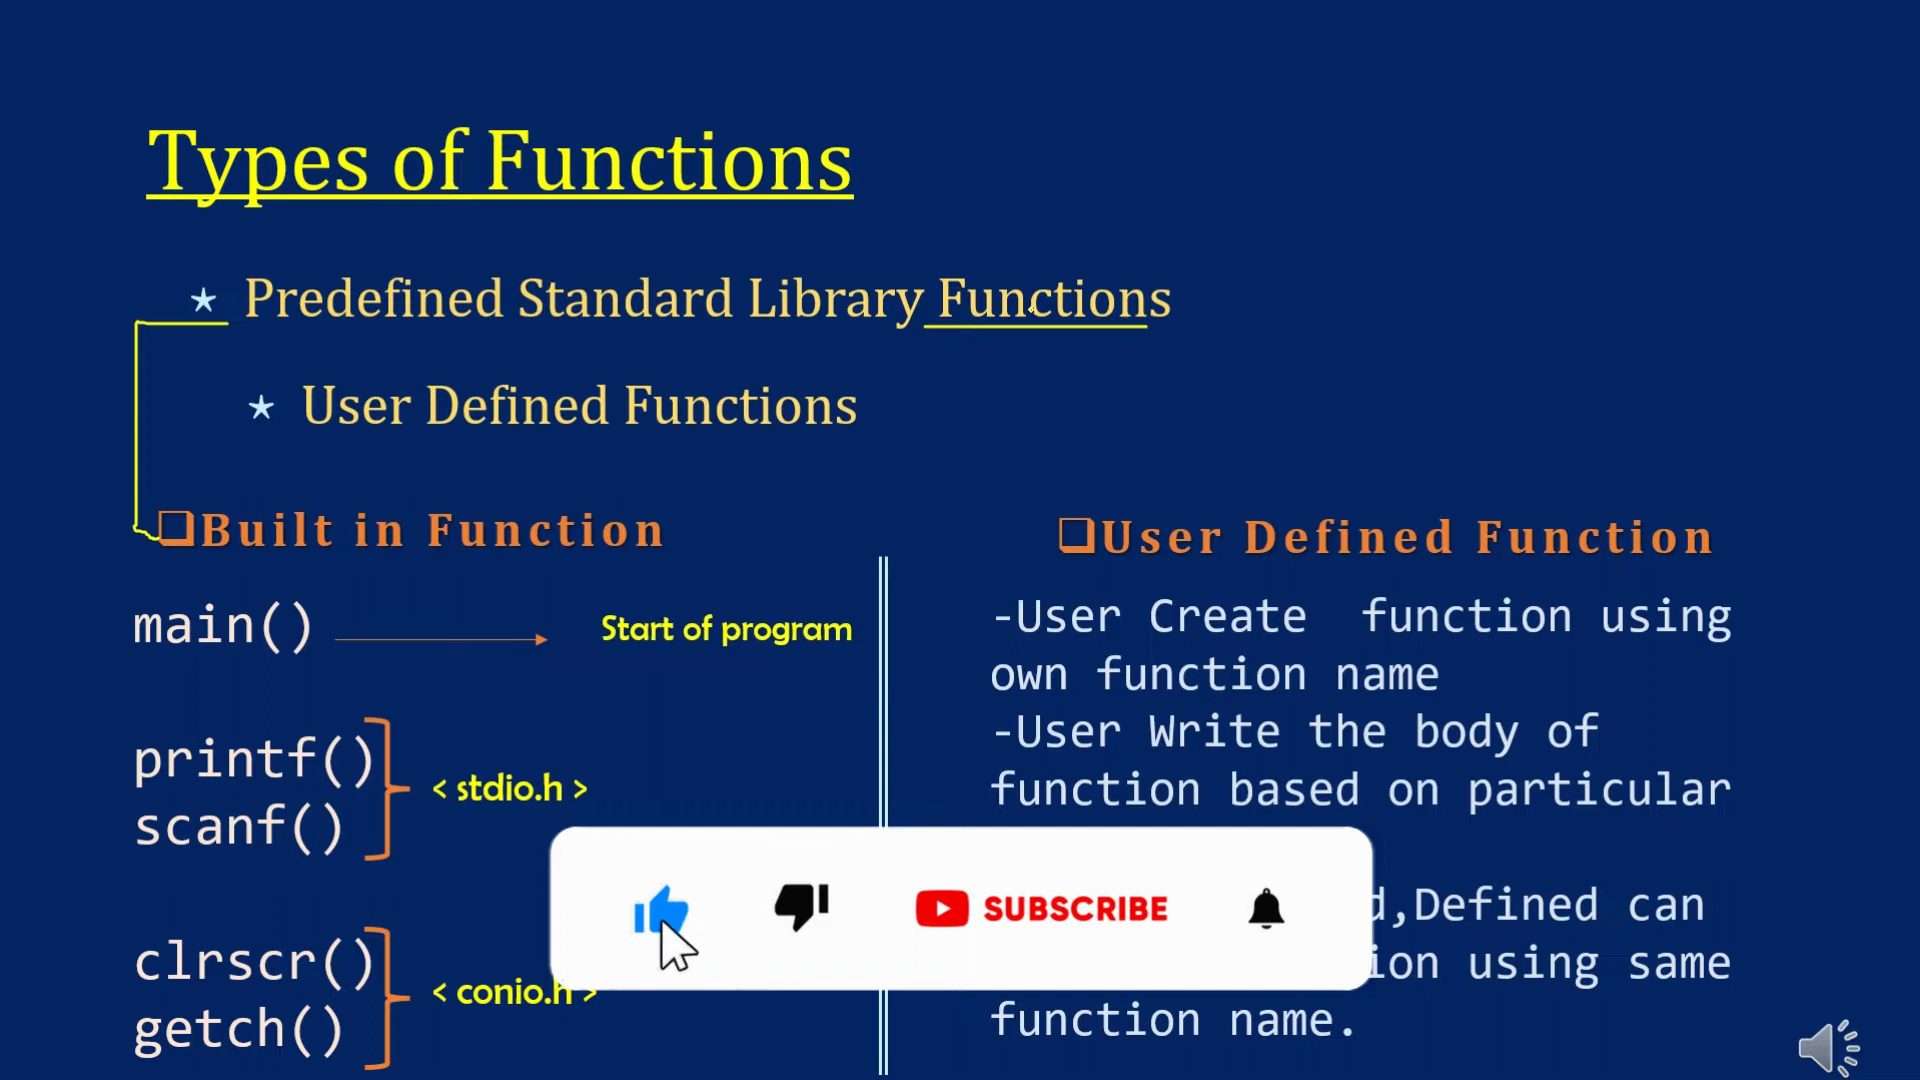 Types of Functions
Predefined Standard Library Functions
User Defined Functions
Built in Function
main()
Start of program
printf()
scanf()
< stdio.h >
clrscr()
getch()
< conio.h >
User Defined Function
-User Create function using
own function name
-User Write the body of
function based on particular
,Defined can
using same
function name.
SUBSCRIBE